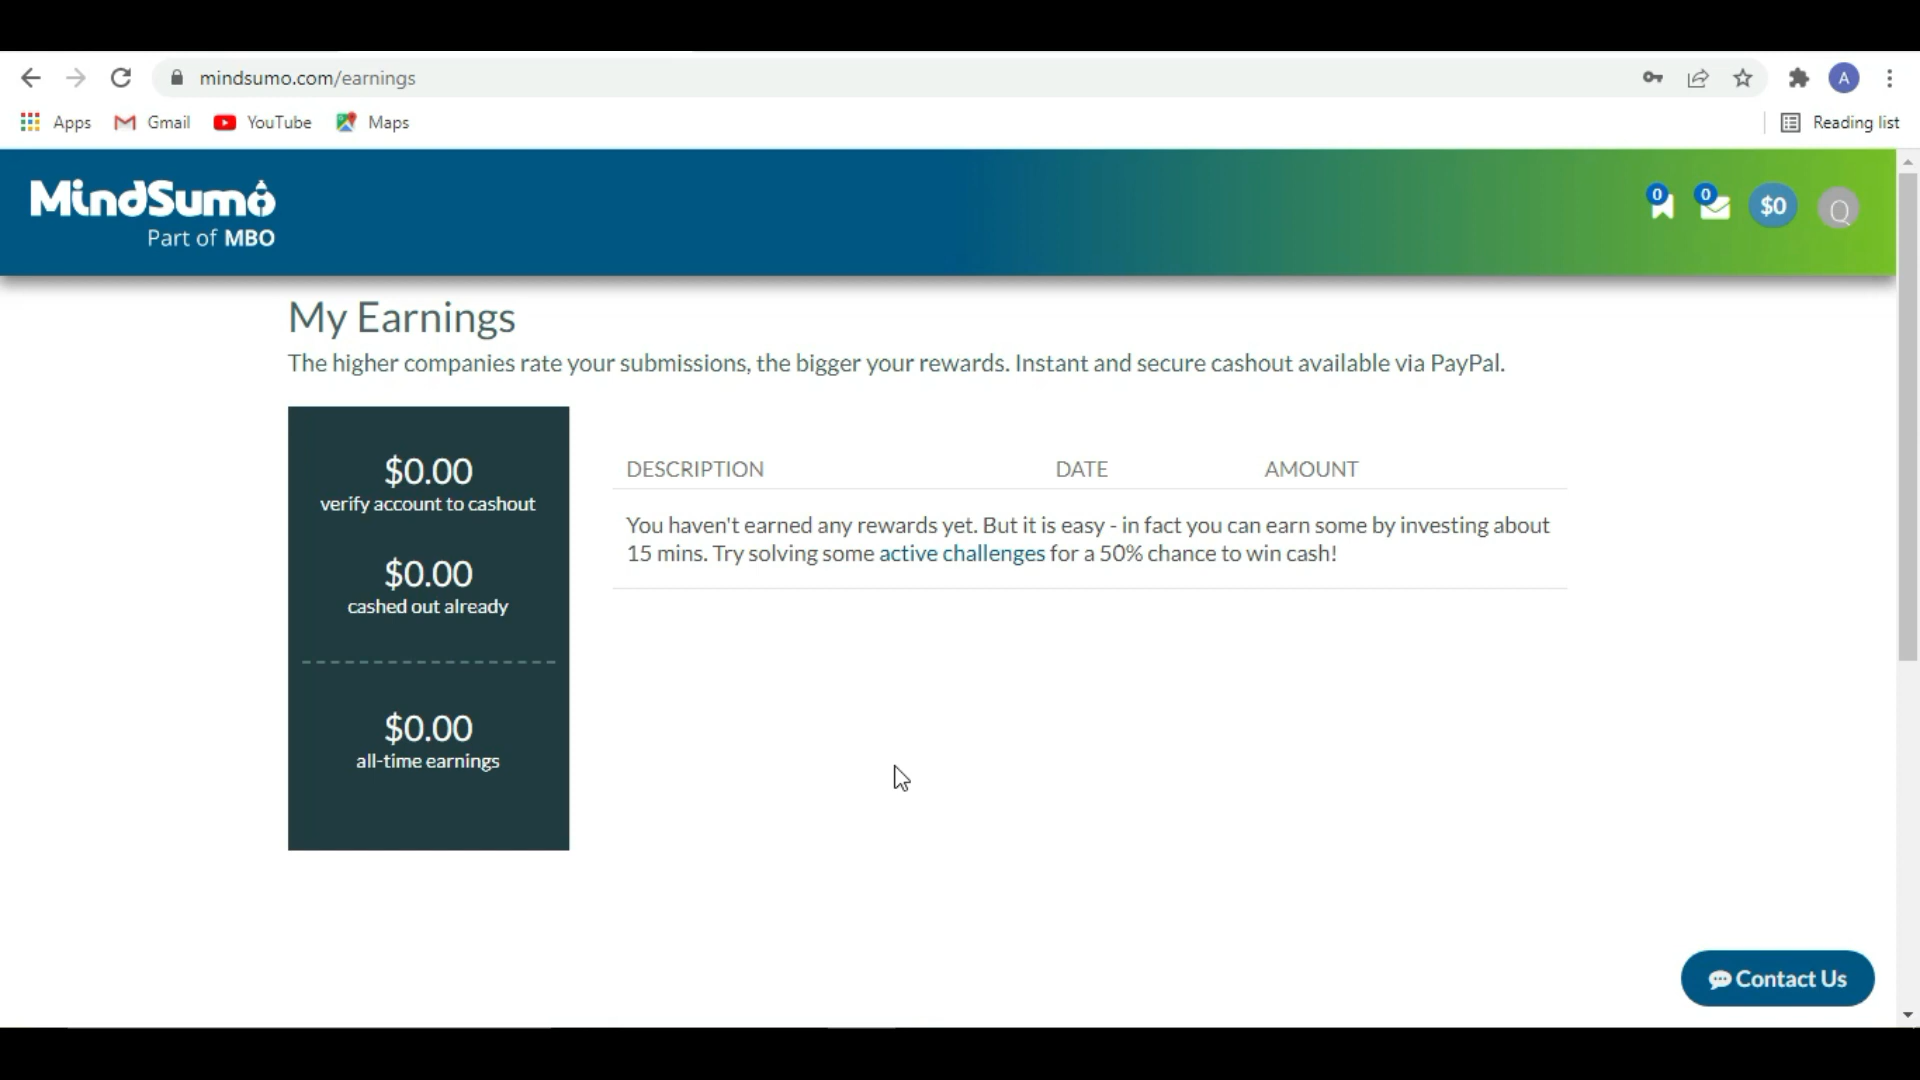 mindsumo.com/earnings
A
Apps Gmail YouTube Maps Reading list
MindSumo
Part of MBO
0 0 $0 Q
My Earnings
The higher companies rate your submissions, the bigger your rewards. Instant and secure cashout available via PayPal.
$0.00
verify account to cashout
$0.00
cashed out already
$0.00
all-time earnings
DESCRIPTION DATE AMOUNT
You haven't earned any rewards yet. But it is easy - in fact you can earn some by investing about
15 mins. Try solving some active challenges for a 50% chance to win cash!
Contact Us